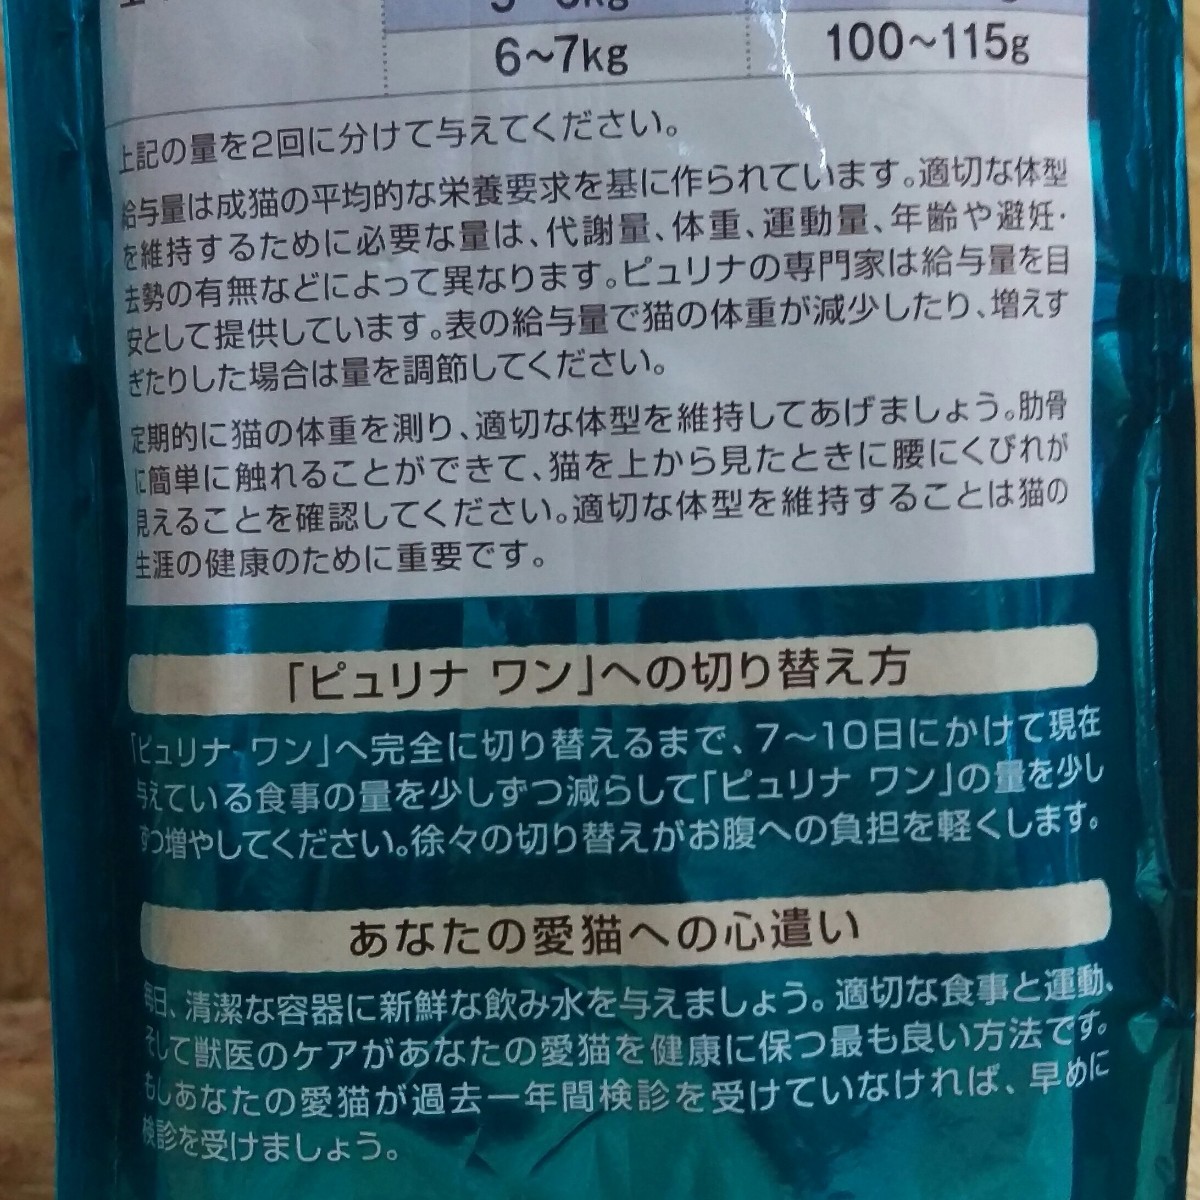 6~7kg 100~115g
上記の量を2回に分けて与えてください。
給与量は成猫の平均的な栄養要求を基に作られています。適切な体型
を維持するために必要な量は、代謝量、体重、運動量、年齢や避妊・
去勢の有無などによって異なります。ピュリナの専門家は給与量を目
安として提供しています。表の給与量で猫の体重が減少したり、増えす
ぎたりした場合は量を調節してください。
定期的に猫の体重を測り、適切な体型を維持してあげましょう。肋骨
に簡単に触れることができて、猫を上から見たときに腰にくびれが
見えることを確認してください。適切な体型を維持することは猫の
生涯の健康のために重要です。
「ピュリナ ワン」への切り替え方
「ピュリナ ワン」へ完全に切り替えるまで、7〜10日にかけて現在
与えている食事の量を少しずつ減らして「ピュリナ ワン」の量を少し
ずつ増やしてください。徐々の切り替えがお腹への負担を軽くします。
あなたの愛猫への心遣い
毎日、清潔な容器に新鮮な飲み水を与えましょう。適切な食事と運動、
そして獣医のケアがあなたの愛猫を健康に保つ最も良い方法です。
もしあなたの愛猫が過去一年間検診を受けていなければ、早めに
検診を受けましょう。